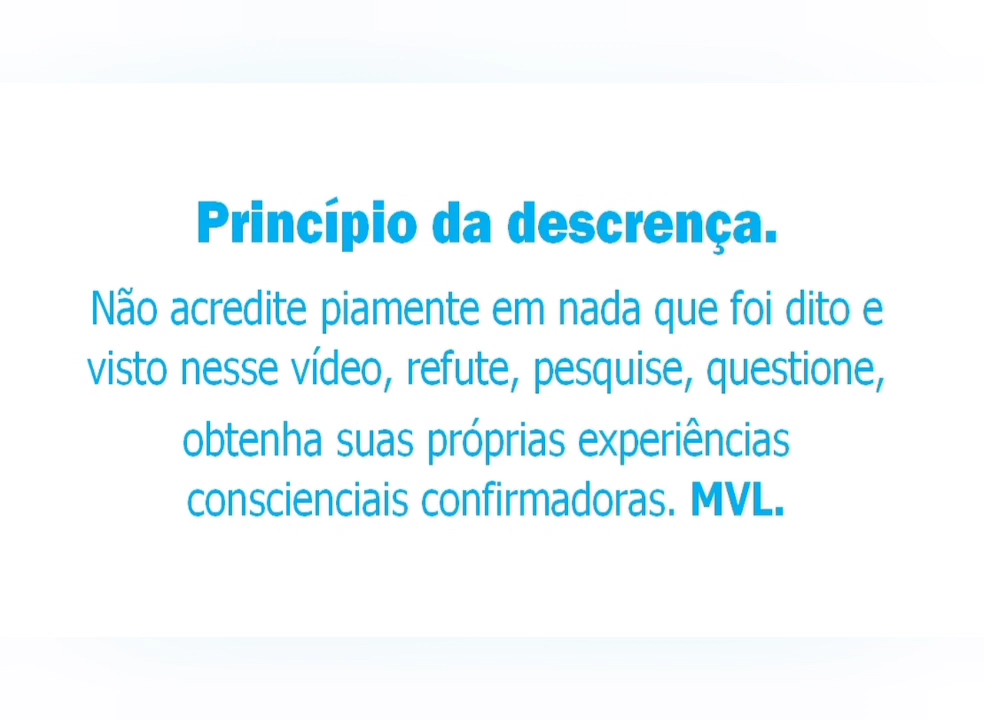 Princípio da descrença.
Não acredite piamente em nada que foi dito e
visto nesse vídeo, refute, pesquise, questione,
obtenha suas próprias experiências
conscienciais confirmadoras. MVL.